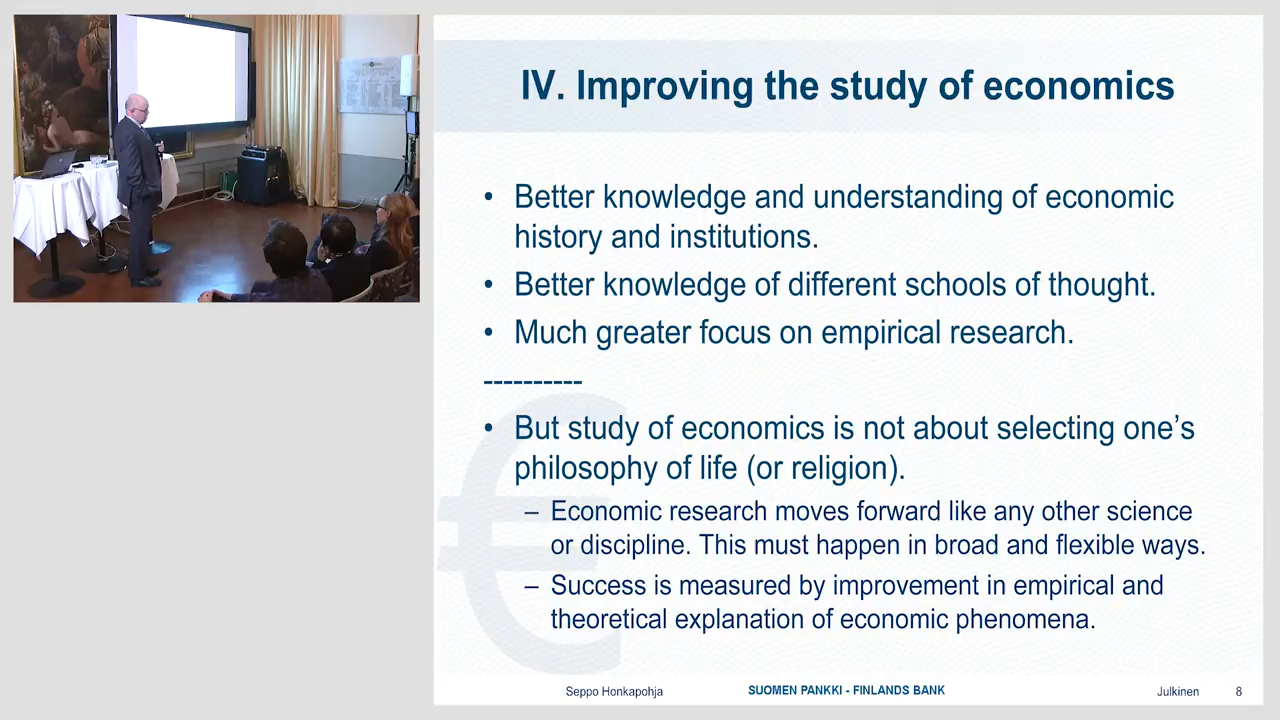 IV. Improving the study of economics
• Better knowledge and understanding of economic
history and institutions.
• Better knowledge of different schools of thought.
• Much greater focus on empirical research.
----------
• But study of economics is not about selecting one’s
philosophy of life (or religion).
– Economic research moves forward like any other science
or discipline. This must happen in broad and flexible ways.
– Success is measured by improvement in empirical and
theoretical explanation of economic phenomena.
Seppo Honkapohja SUOMEN PANKKI - FINLANDS BANK Julkinen 8